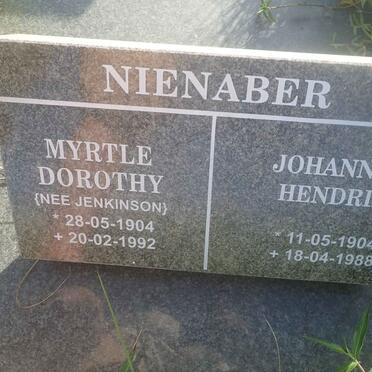 NIENABER
MYRTLE
DOROTHY
{NEE JENKINSON}
* 28-05-1904
+ 20-02-1992
JOHANN
HENDRI
* 11-05-1904
+ 18-04-1988